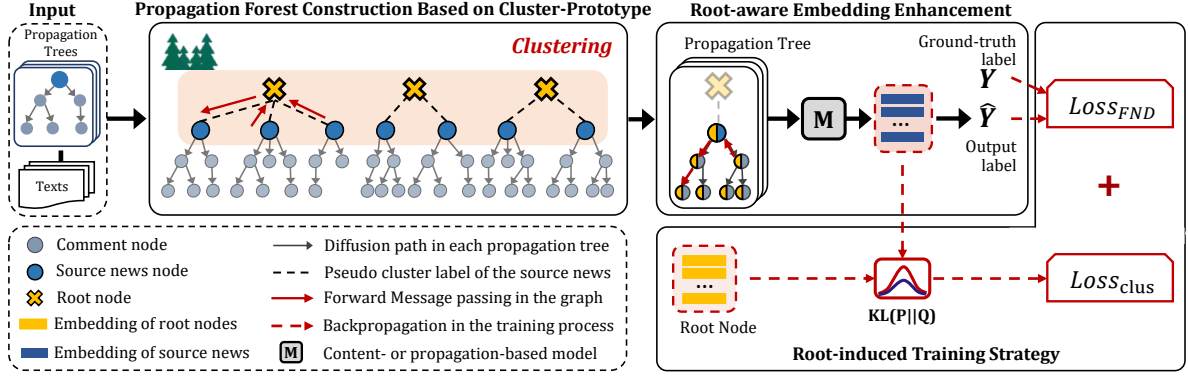 Input
Propagation Forest Construction Based on Cluster-Prototype
Root-aware Embedding Enhancement
Propagation
Trees
Texts
Clustering
Propagation Tree
M
...
Ground-truth
label
Y
Ŷ
Output
label
Loss_FND
+
Comment node
Source news node
Root node
Embedding of root nodes
Embedding of source news
Diffusion path in each propagation tree
Pseudo cluster label of the source news
Forward Message passing in the graph
Backpropagation in the training process
M Content- or propagation-based model
...
Root Node
KL(P||Q)
Loss_clus
Root-induced Training Strategy